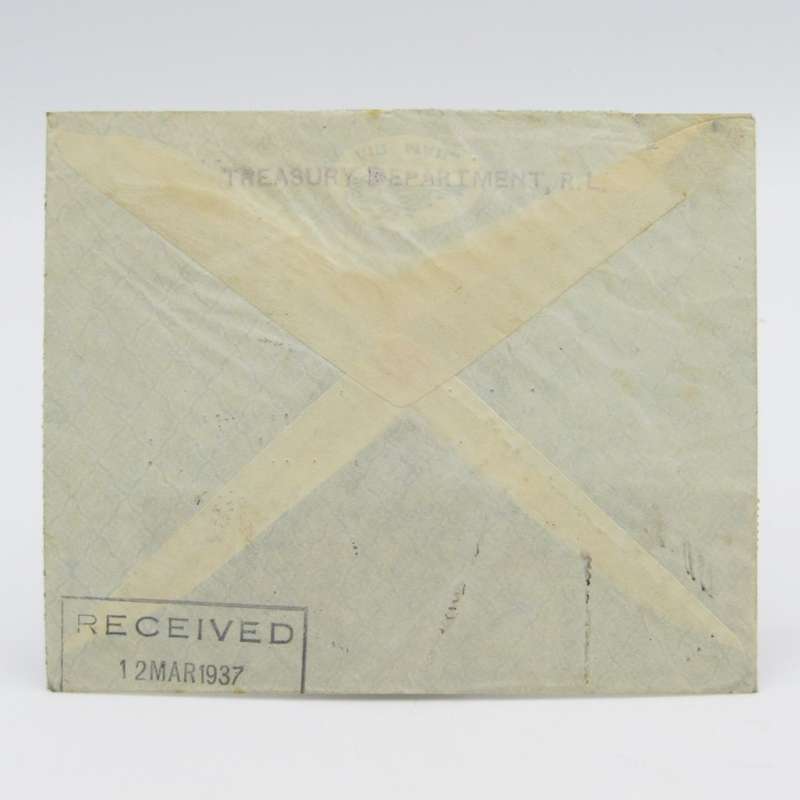 TREASURY DEPARTMENT, R.L.
RECEIVED
12MAR1937